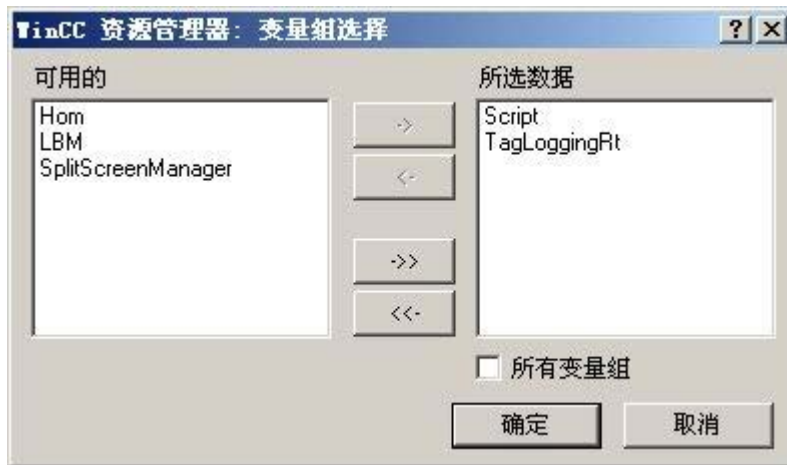 WinCC 资源管理器: 变量组选择
可用的
所选数据
Hom
LBM
SplitScreenManager
->
<-
->>
<<-
Script
TagLoggingRt
所有变量组
确定
取消